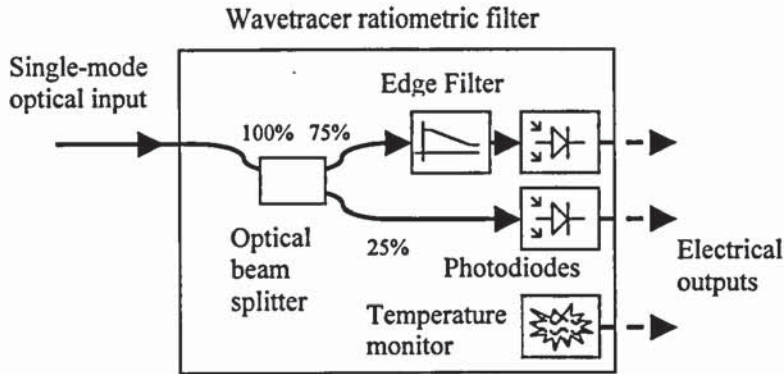 Wavetracer ratiometric filter
Single-mode
optical input
Edge Filter
100% 75%
25%
Optical
beam
splitter
Photodiodes
Electrical
outputs
Temperature
monitor